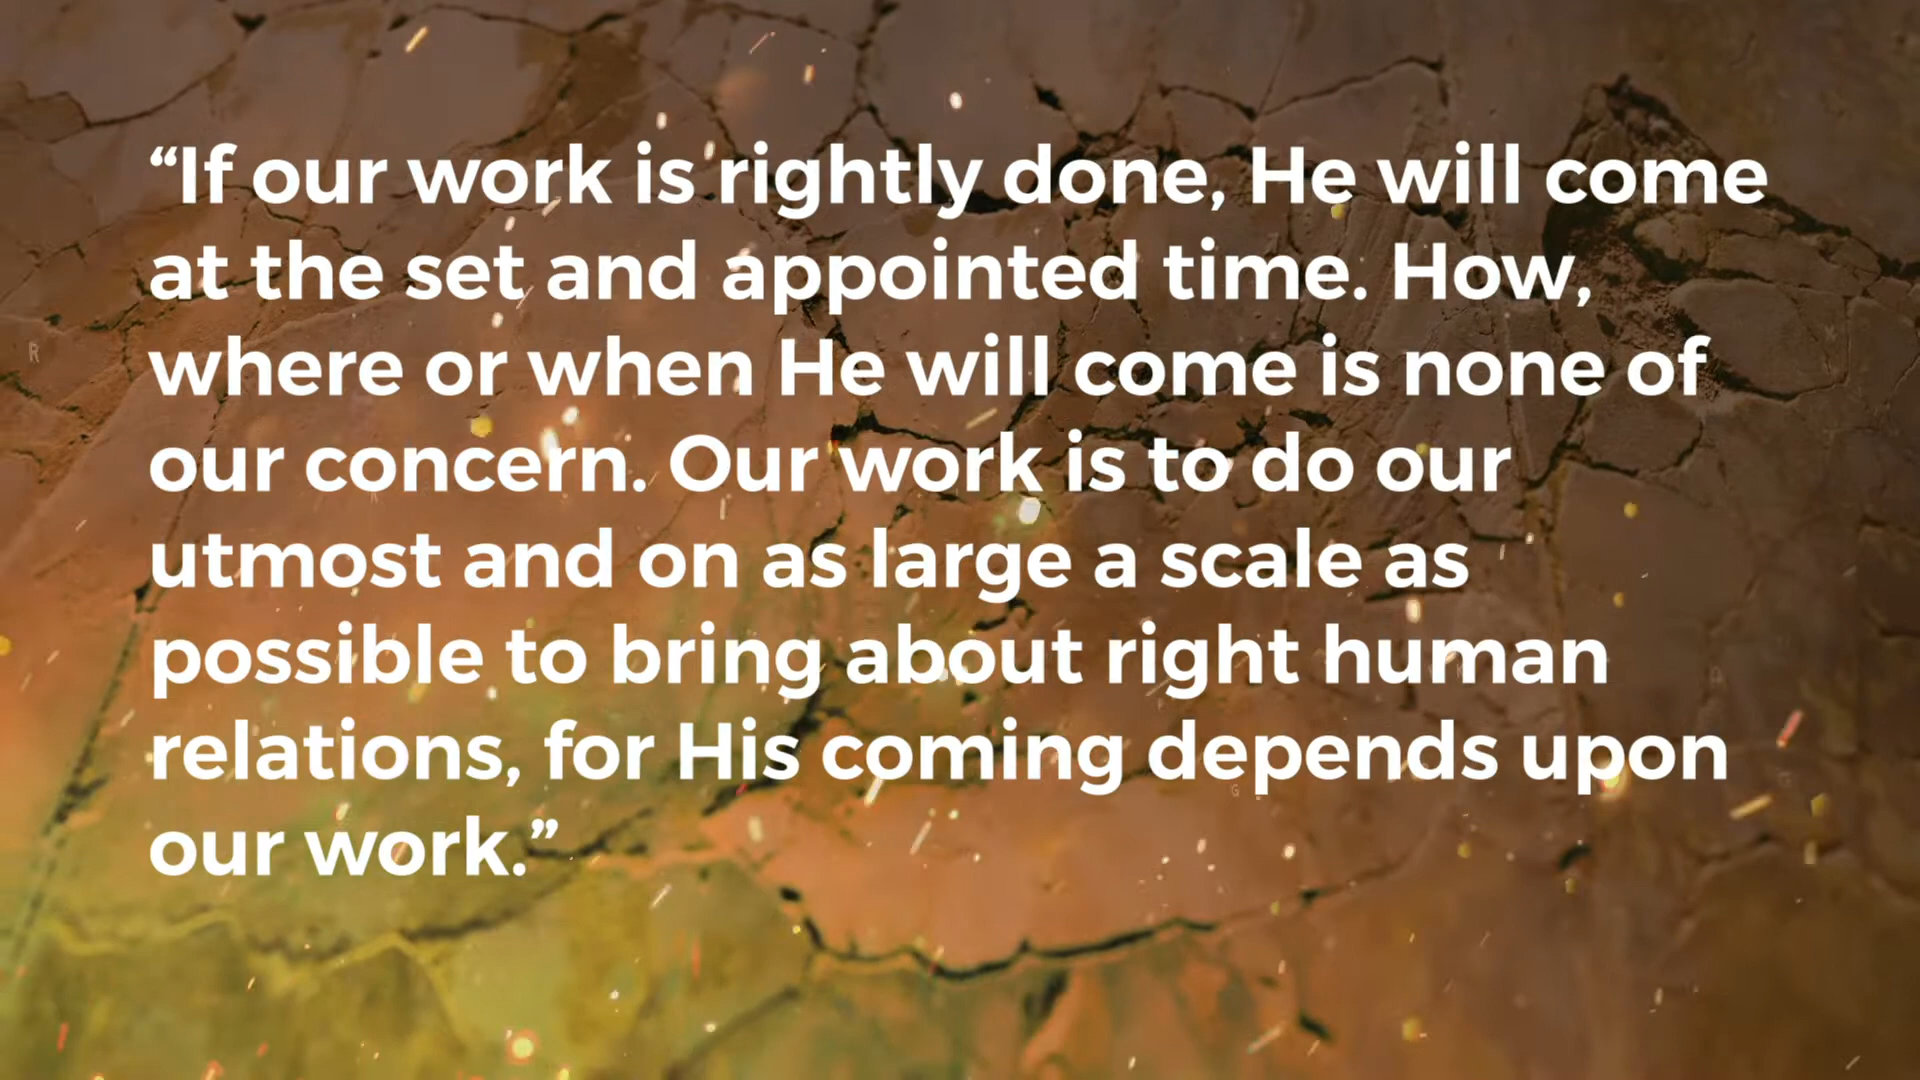 “If our work is rightly done, He will come
at the set and appointed time. How,
where or when He will come is none of
our concern. Our work is to do our
utmost and on as large a scale as
possible to bring about right human
relations, for His coming depends upon
our work.”
R
G